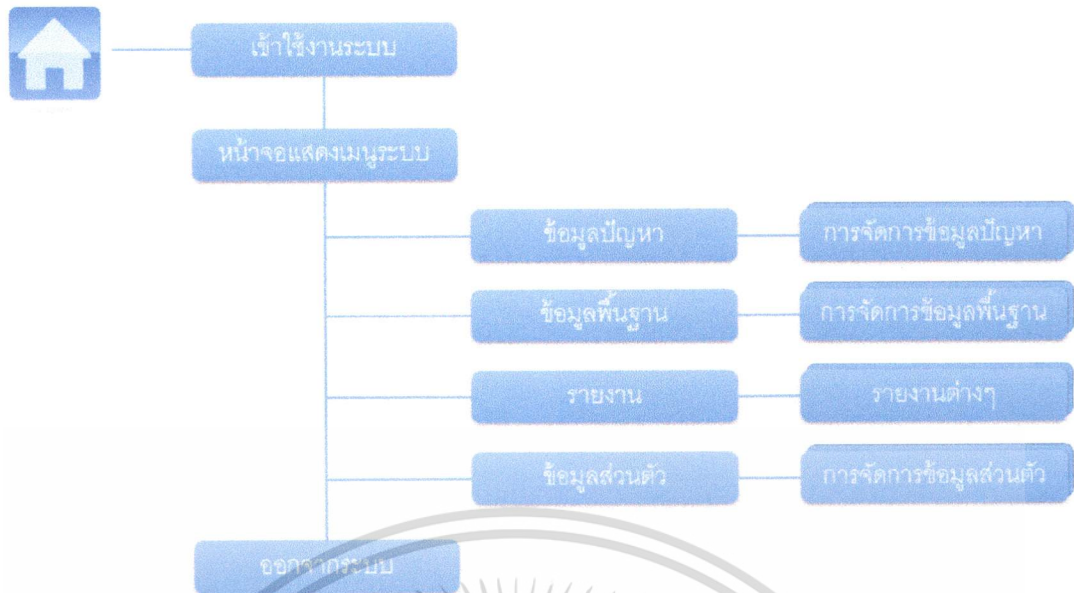 เข้าใช้งานระบบ
หน้าจอแสดงเมนูระบบ
ข้อมูลปัญหา
การจัดการข้อมูลปัญหา
ข้อมูลพื้นฐาน
การจัดการข้อมูลพื้นฐาน
รายงาน
รายงานต่างๆ
ข้อมูลส่วนตัว
การจัดการข้อมูลส่วนตัว
ออกจากระบบ